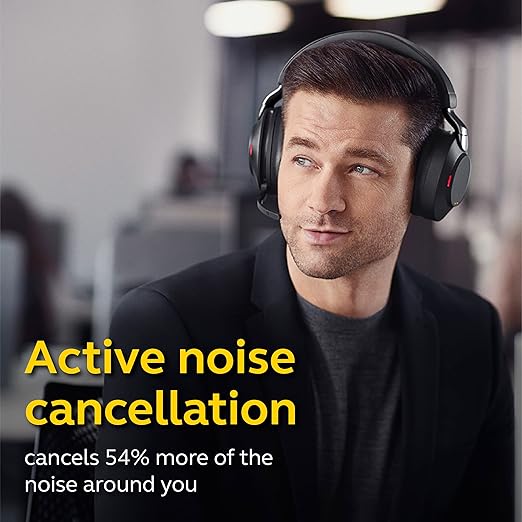 Active noise
cancellation
cancels 54% more of the
noise around you